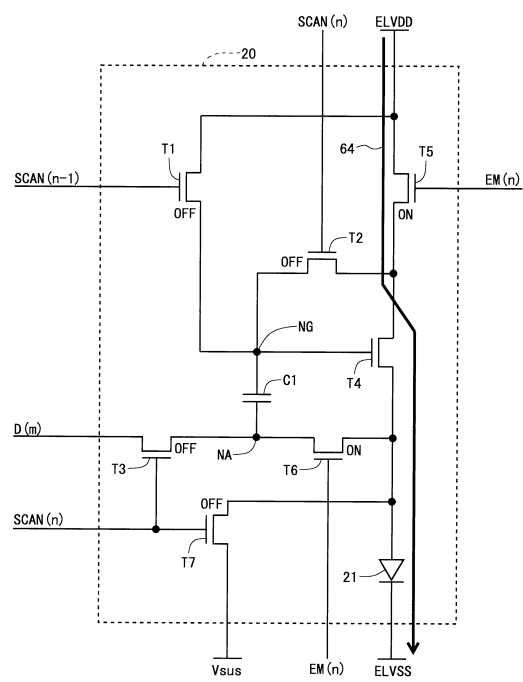 SCAN(n)
ELVDD
20
T1
64
T5
SCAN(n-1)
EM(n)
OFF
ON
T2
OFF
NG
T4
C1
D(m)
OFF
NA
ON
T3
T6
SCAN(n)
OFF
T7
21
Vsus
EM(n)
ELVSS